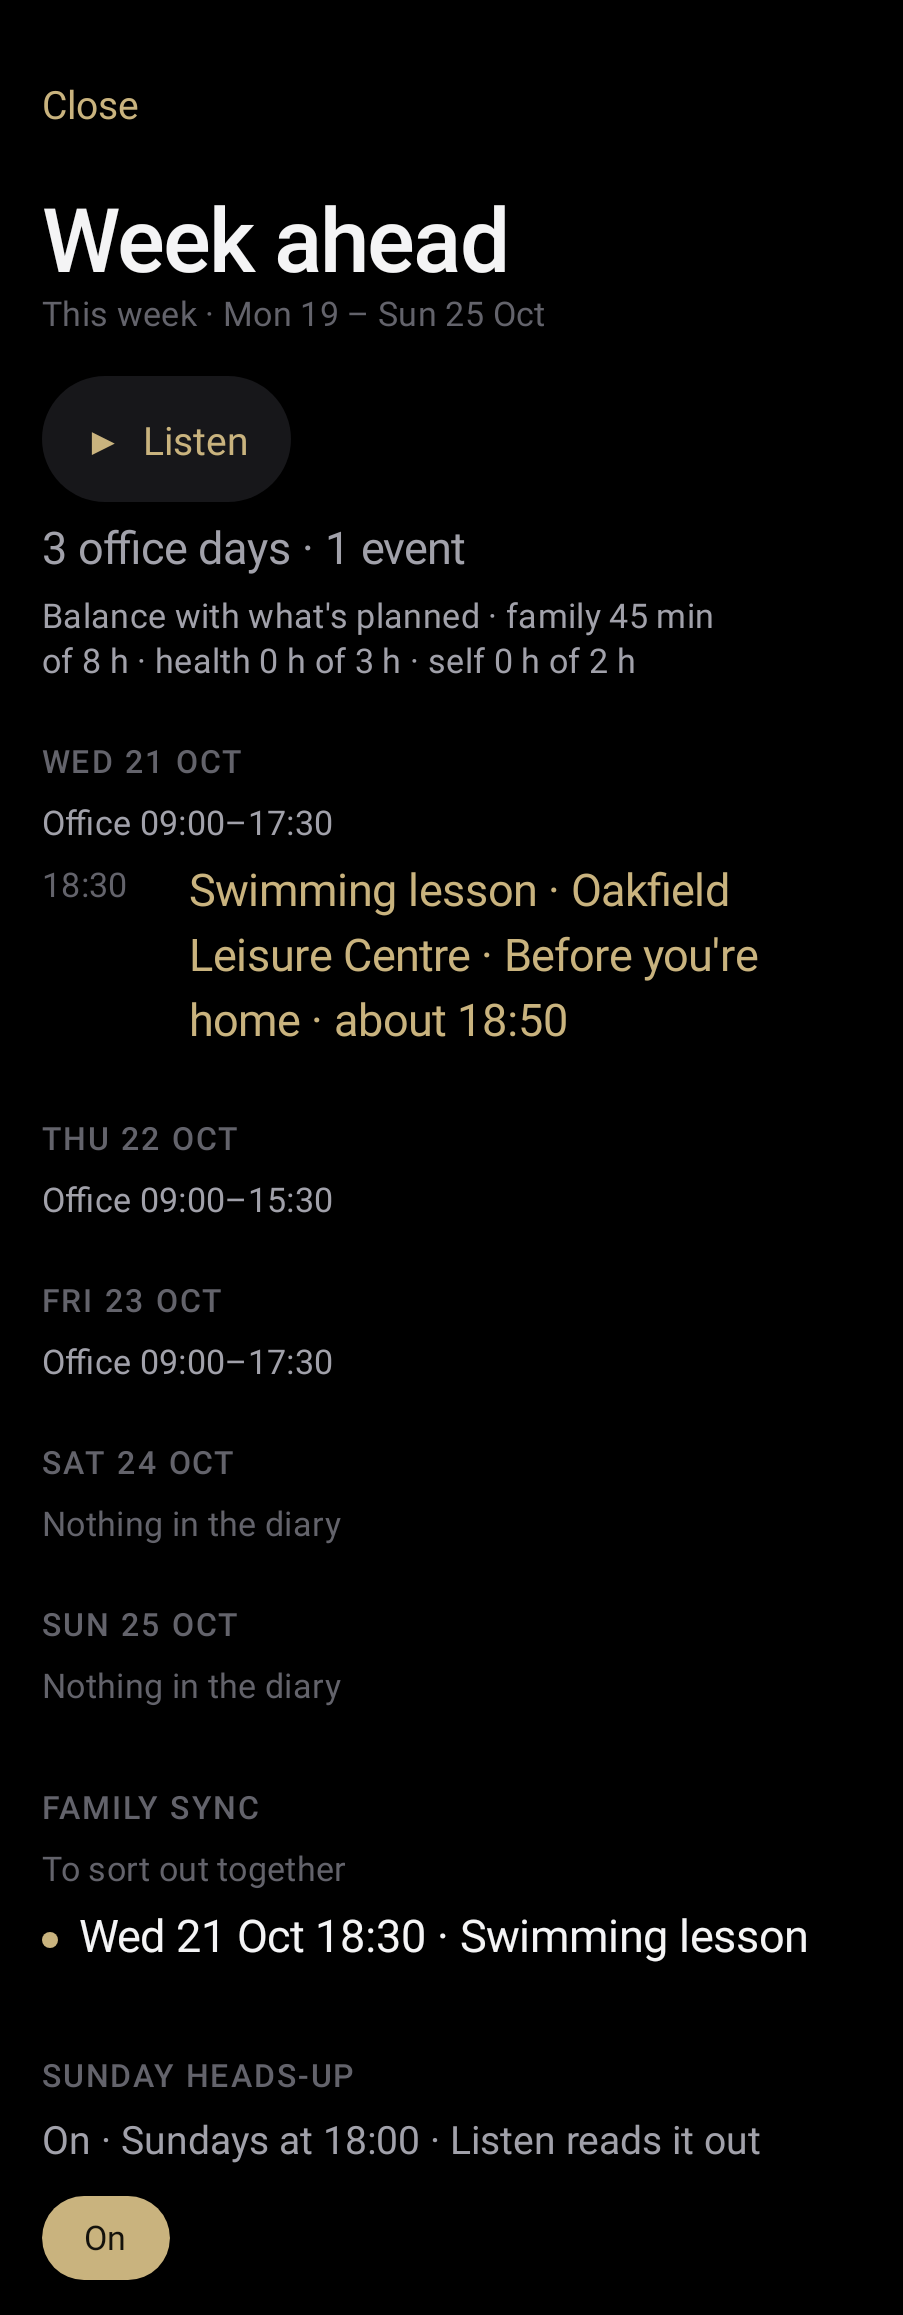 Close
Week ahead
This week · Mon 19 – Sun 25 Oct
▶ Listen
3 office days · 1 event
Balance with what's planned · family 45 min
of 8 h · health 0 h of 3 h · self 0 h of 2 h
WED 21 OCT
Office 09:00–17:30
18:30 Swimming lesson · Oakfield
Leisure Centre · Before you're
home · about 18:50
THU 22 OCT
Office 09:00–15:30
FRI 23 OCT
Office 09:00–17:30
SAT 24 OCT
Nothing in the diary
SUN 25 OCT
Nothing in the diary
FAMILY SYNC
To sort out together
Wed 21 Oct 18:30 · Swimming lesson
SUNDAY HEADS-UP
On · Sundays at 18:00 · Listen reads it out
On